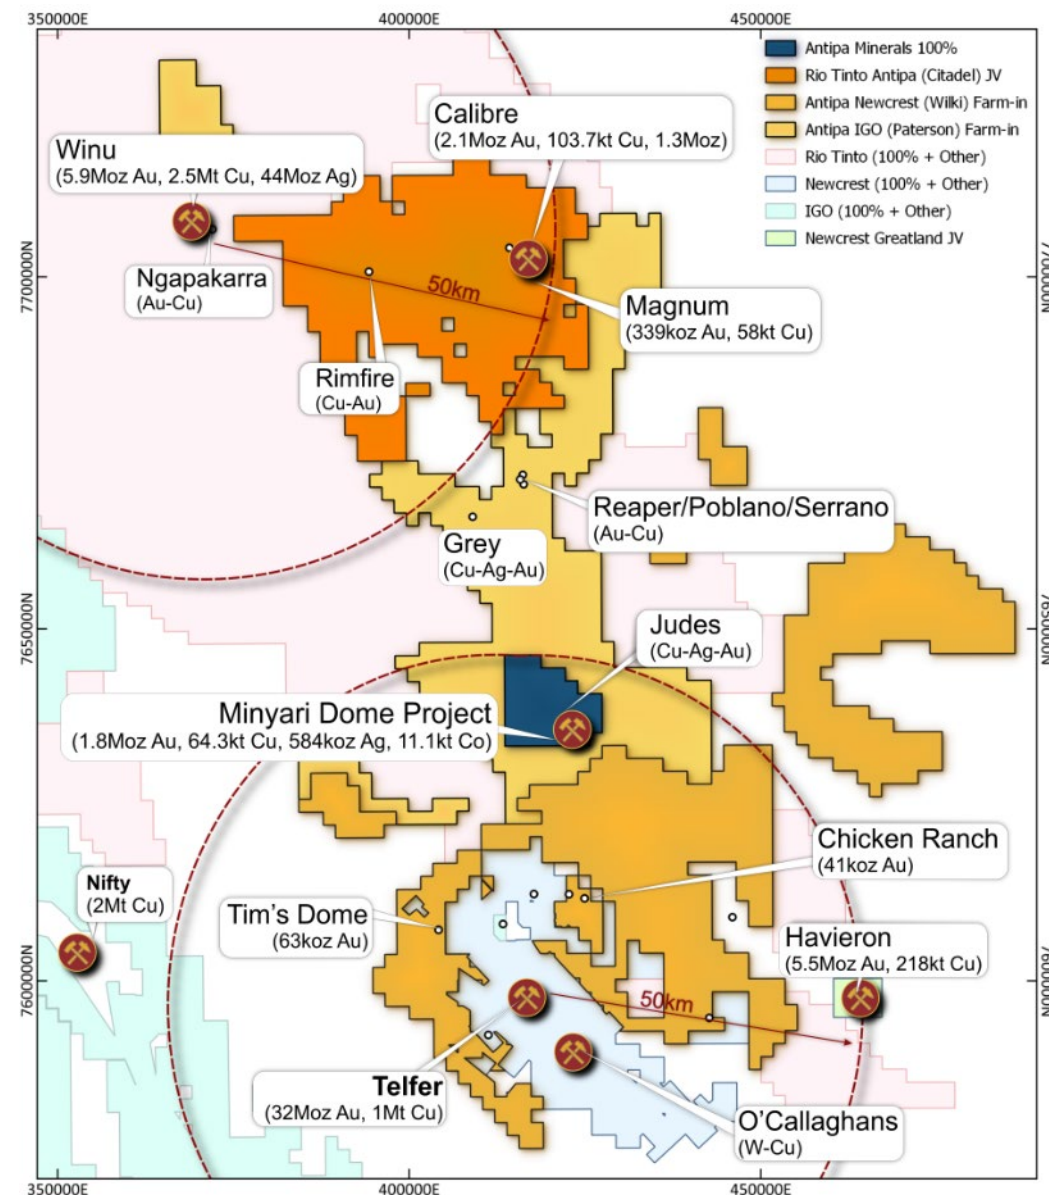 350000E
400000E
450000E
Antipa Minerals 100%
Rio Tinto Antipa (Citadel) JV
Antipa Newcrest (Wilki) Farm-in
Antipa IGO (Paterson) Farm-in
Rio Tinto (100% + Other)
Newcrest (100% + Other)
IGO (100% + Other)
Newcrest Greatland JV
Calibre
(2.1Moz Au, 103.7kt Cu, 1.3Moz)
Winu
(5.9Moz Au, 2.5Mt Cu, 44Moz Ag)
Ngapakarra
(Au-Cu)
7700000N
7700000N
50km
Magnum
(339koz Au, 58kt Cu)
Rimfire
(Cu-Au)
Reaper/Poblano/Serrano
(Au-Cu)
Grey
(Cu-Ag-Au)
7650000N
7650000N
Judes
(Cu-Ag-Au)
Minyari Dome Project
(1.8Moz Au, 64.3kt Cu, 584koz Ag, 11.1kt Co)
Chicken Ranch
(41koz Au)
Nifty
(2Mt Cu)
Tim's Dome
(63koz Au)
Havieron
(5.5Moz Au, 218kt Cu)
7600000N
7600000N
50km
Telfer
(32Moz Au, 1Mt Cu)
O'Callaghans
(W-Cu)
350000E
400000E
450000E